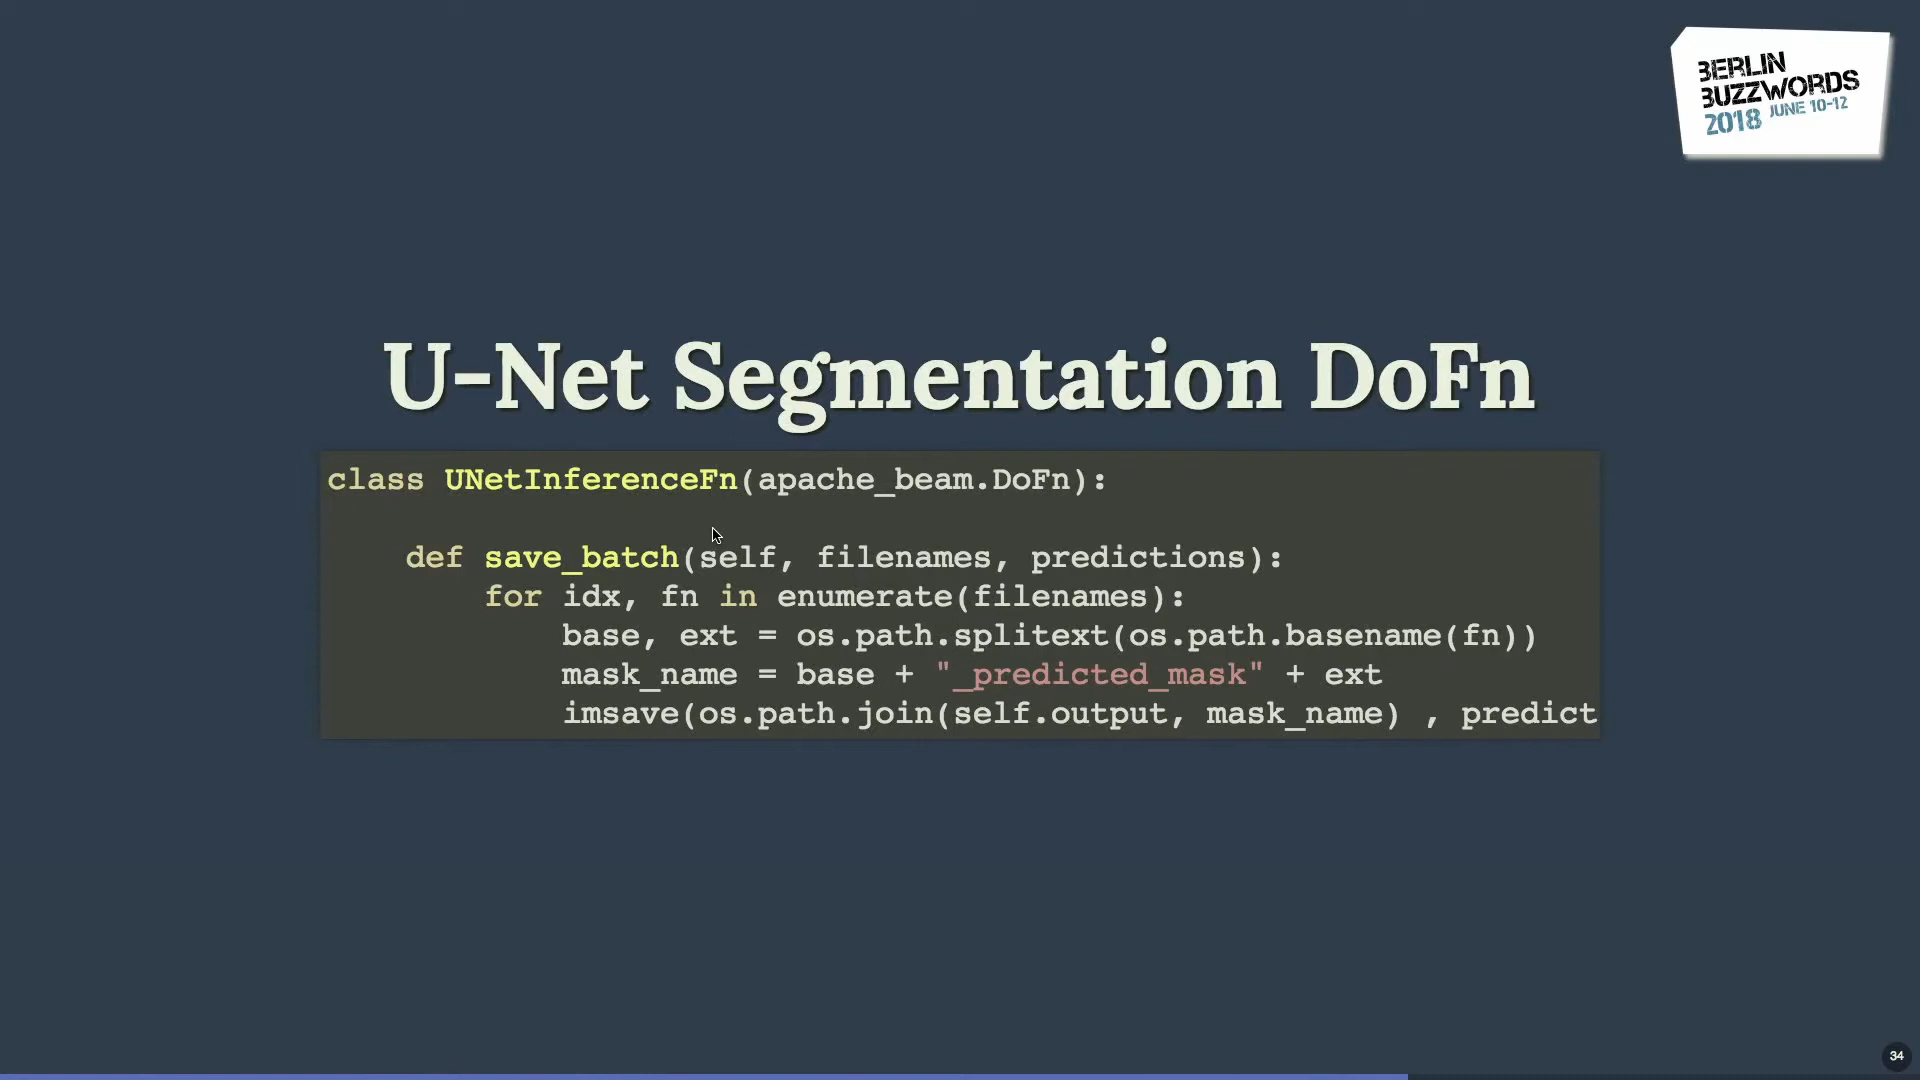 BERLIN
BUZZWORDS
2018 JUNE 10-12
U-Net Segmentation DoFn
class UNetInferenceFn(apache_beam.DoFn):
def save_batch(self, filenames, predictions):
for idx, fn in enumerate(filenames):
base, ext = os.path.splitext(os.path.basename(fn))
mask_name = base + "_predicted_mask" + ext
imsave(os.path.join(self.output, mask_name) , predict
34